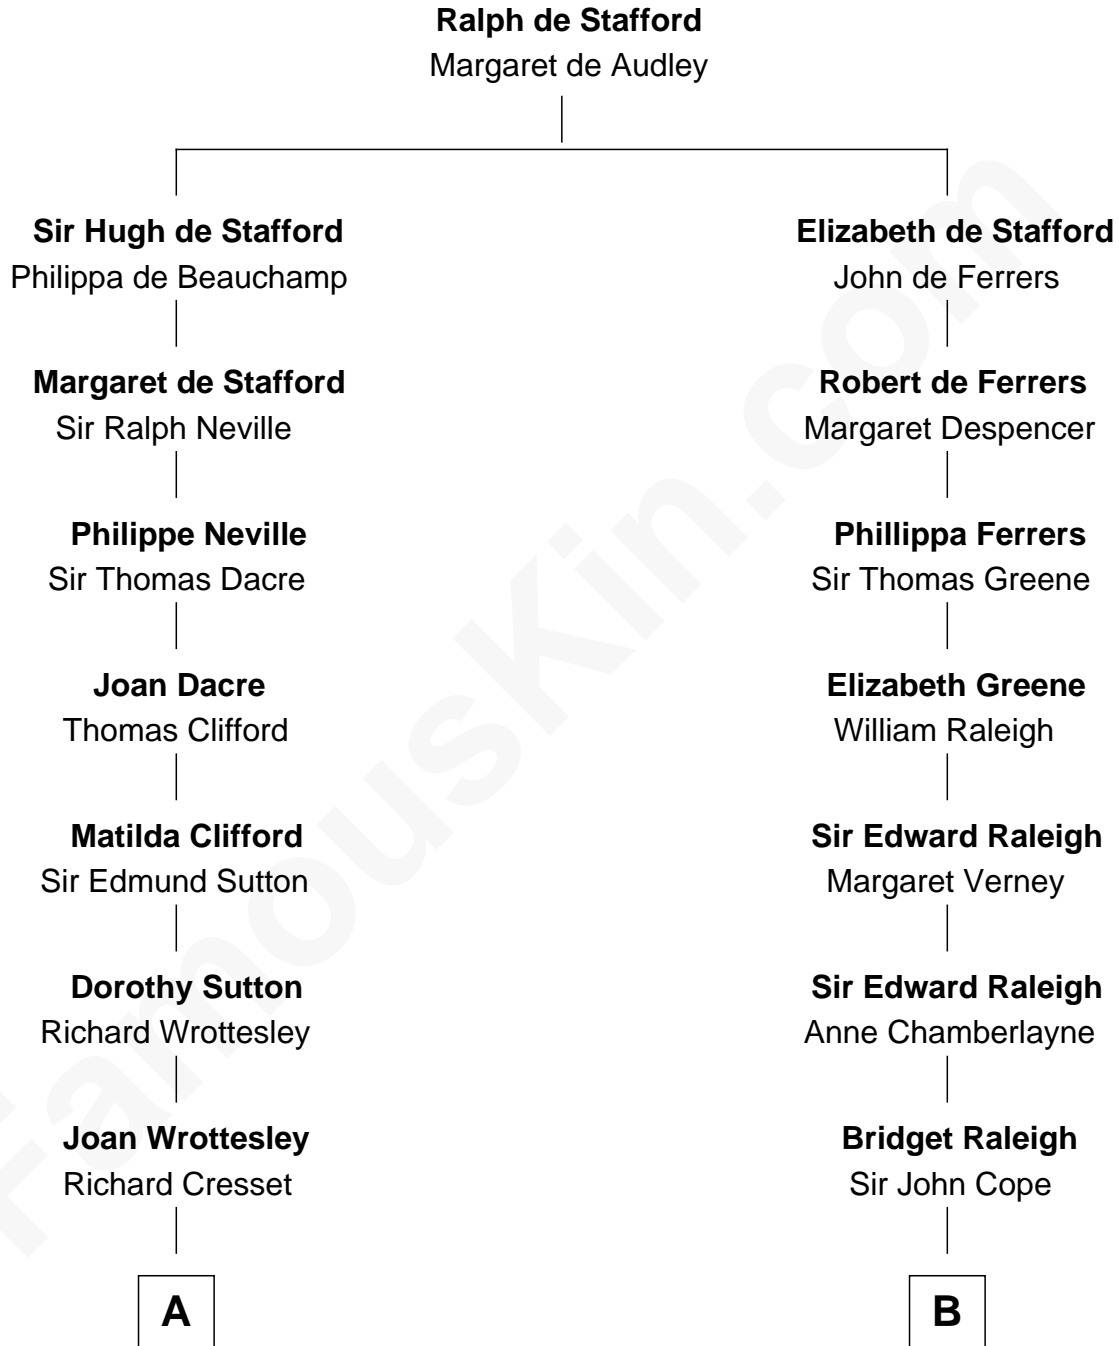 Ralph de Stafford
Margaret de Audley
Sir Hugh de Stafford
Philippa de Beauchamp
Elizabeth de Stafford
John de Ferrers
Margaret de Stafford
Sir Ralph Neville
Robert de Ferrers
Margaret Despencer
Philippe Neville
Sir Thomas Dacre
Phillippa Ferrers
Sir Thomas Greene
Joan Dacre
Thomas Clifford
Elizabeth Greene
William Raleigh
Matilda Clifford
Sir Edmund Sutton
Sir Edward Raleigh
Margaret Verney
Dorothy Sutton
Richard Wrottesley
Sir Edward Raleigh
Anne Chamberlayne
Joan Wrottesley
Richard Cresset
Bridget Raleigh
Sir John Cope
A
B
FamousKin.com